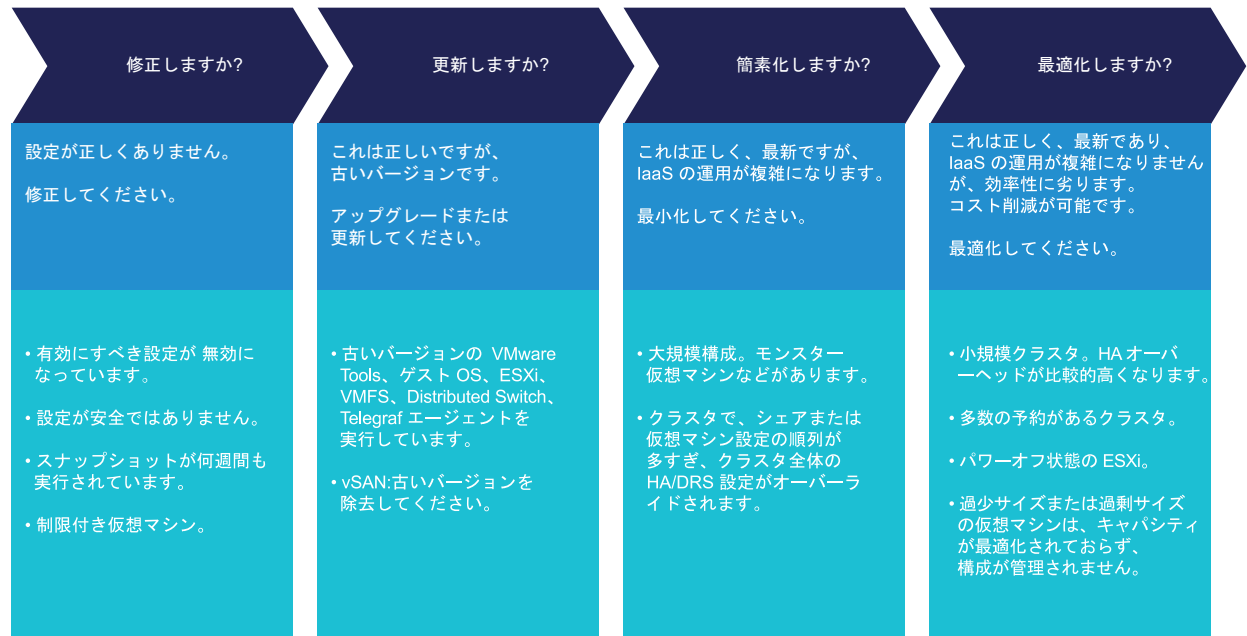 修正しますか?
更新しますか?
簡素化しますか?
最適化しますか?
設定が正しくありません。
修正してください。
これは正しいですが、
古いバージョンです。
アップグレードまたは
更新してください。
これは正しく、最新ですが、
IaaS の運用が複雑になります。
最小化してください。
これは正しく、最新であり、
IaaS の運用が複雑になりません
が、効率性に劣ります。
コスト削減が可能です。
最適化してください。
• 有効にすべき設定が 無効に
なっています。
• 設定が安全ではありません。
• スナップショットが何週間も
実行されています。
• 制限付き仮想マシン。
• 古いバージョンの VMware
Tools、ゲスト OS、ESXi、
VMFS、Distributed Switch、
Telegraf エージェントを
実行しています。
• vSAN:古いバージョンを
除去してください。
• 大規模構成。モンスター
仮想マシンなどがあります。
• クラスタで、シェアまたは
仮想マシン設定の順列が
多すぎ、クラスタ全体の
HA/DRS 設定がオーバーラ
イドされます。
• 小規模クラスタ。HA オーバ
ーヘッドが比較的高くなります。
• 多数の予約があるクラスタ。
• パワーオフ状態の ESXi。
• 過少サイズまたは過剰サイズ
の仮想マシンは、キャパシティ
が最適化されておらず、
構成が管理されません。